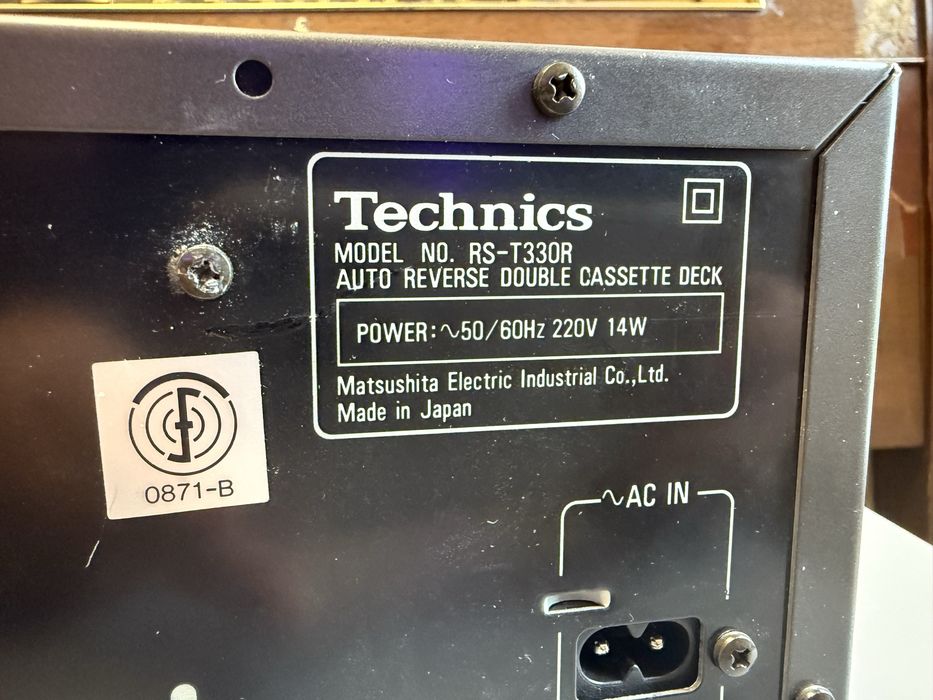 Technics
MODEL NO. RS-T330R
AUTO REVERSE DOUBLE CASSETTE DECK
POWER:∿50/60Hz 220V 14W
Matsushita Electric Industrial Co.,Ltd.
Made in Japan
0871-B
∿AC IN